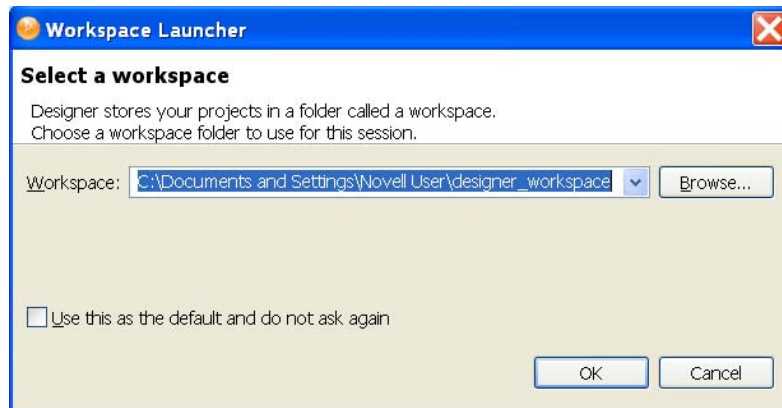 Workspace Launcher
Select a workspace
Designer stores your projects in a folder called a workspace.
Choose a workspace folder to use for this session.
Workspace: C:\Documents and Settings\Novell User\designer_workspace Browse...
Use this as the default and do not ask again
OK Cancel